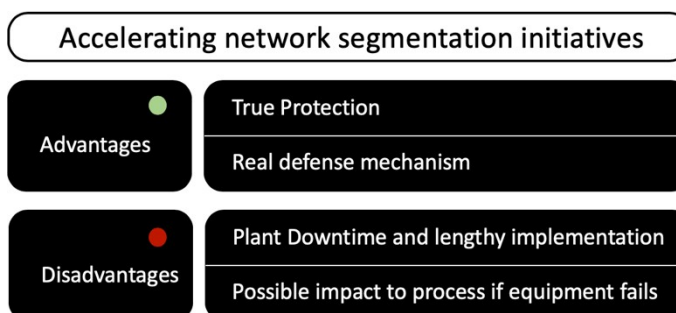 Accelerating network segmentation initiatives
Advantages
True Protection
Real defense mechanism
Disadvantages
Plant Downtime and lengthy implementation
Possible impact to process if equipment fails